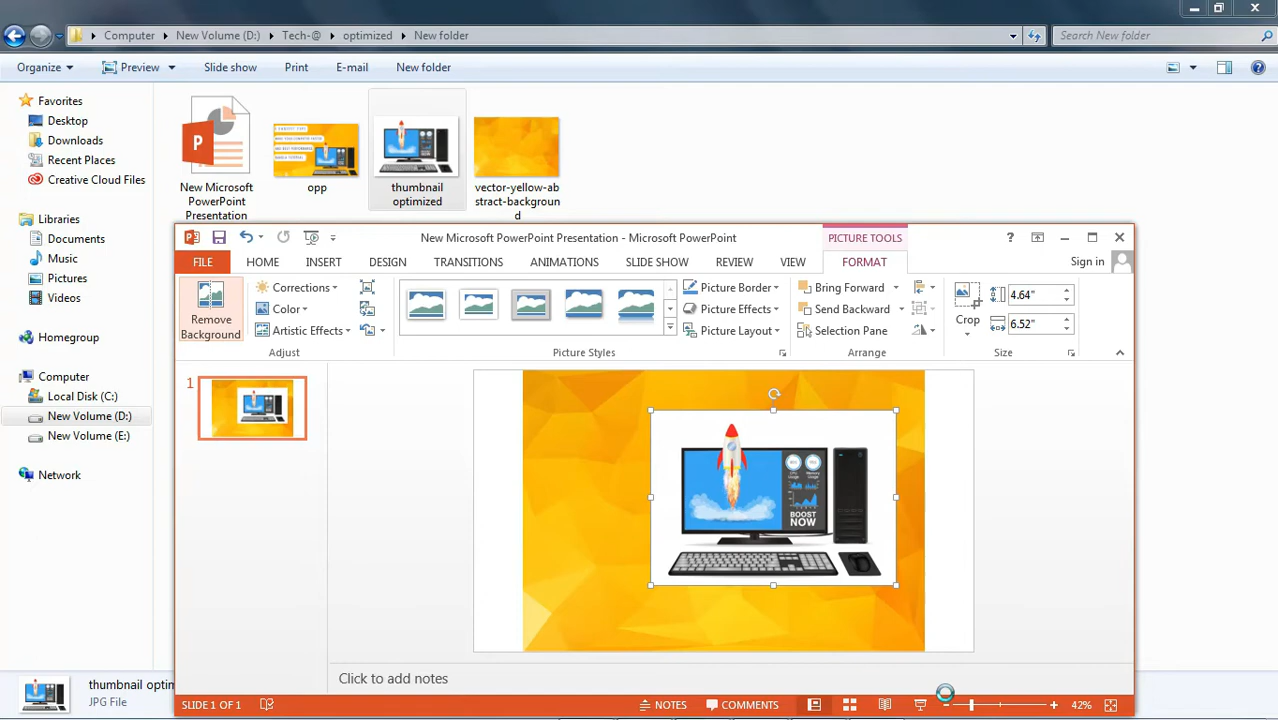 Computer ▸ New Volume (D:) ▸ Tech-@ ▸ optimized ▸ New folder
Search New folder
Organize Preview Slide show Print E-mail New folder
Favorites
Desktop
Downloads
Recent Places
Creative Cloud Files
Libraries
Documents
Music
Pictures
Videos
Homegroup
Computer
Local Disk (C:)
New Volume (D:)
New Volume (E:)
Network
New Microsoft
PowerPoint
Presentation
opp
thumbnail
optimized
vector-yellow-ab
stract-backgroun
d
New Microsoft PowerPoint Presentation - Microsoft PowerPoint
PICTURE TOOLS
FILE HOME INSERT DESIGN TRANSITIONS ANIMATIONS SLIDE SHOW REVIEW VIEW FORMAT
Sign in
Remove
Background
Corrections
Color
Artistic Effects
Adjust
Picture Border
Picture Effects
Picture Layout
Picture Styles
Bring Forward
Send Backward
Selection Pane
Arrange
Crop
4.64"
6.52"
Size
1
BOOST
NOW
Click to add notes
thumbnail optim
JPG File
SLIDE 1 OF 1
NOTES
COMMENTS
42%